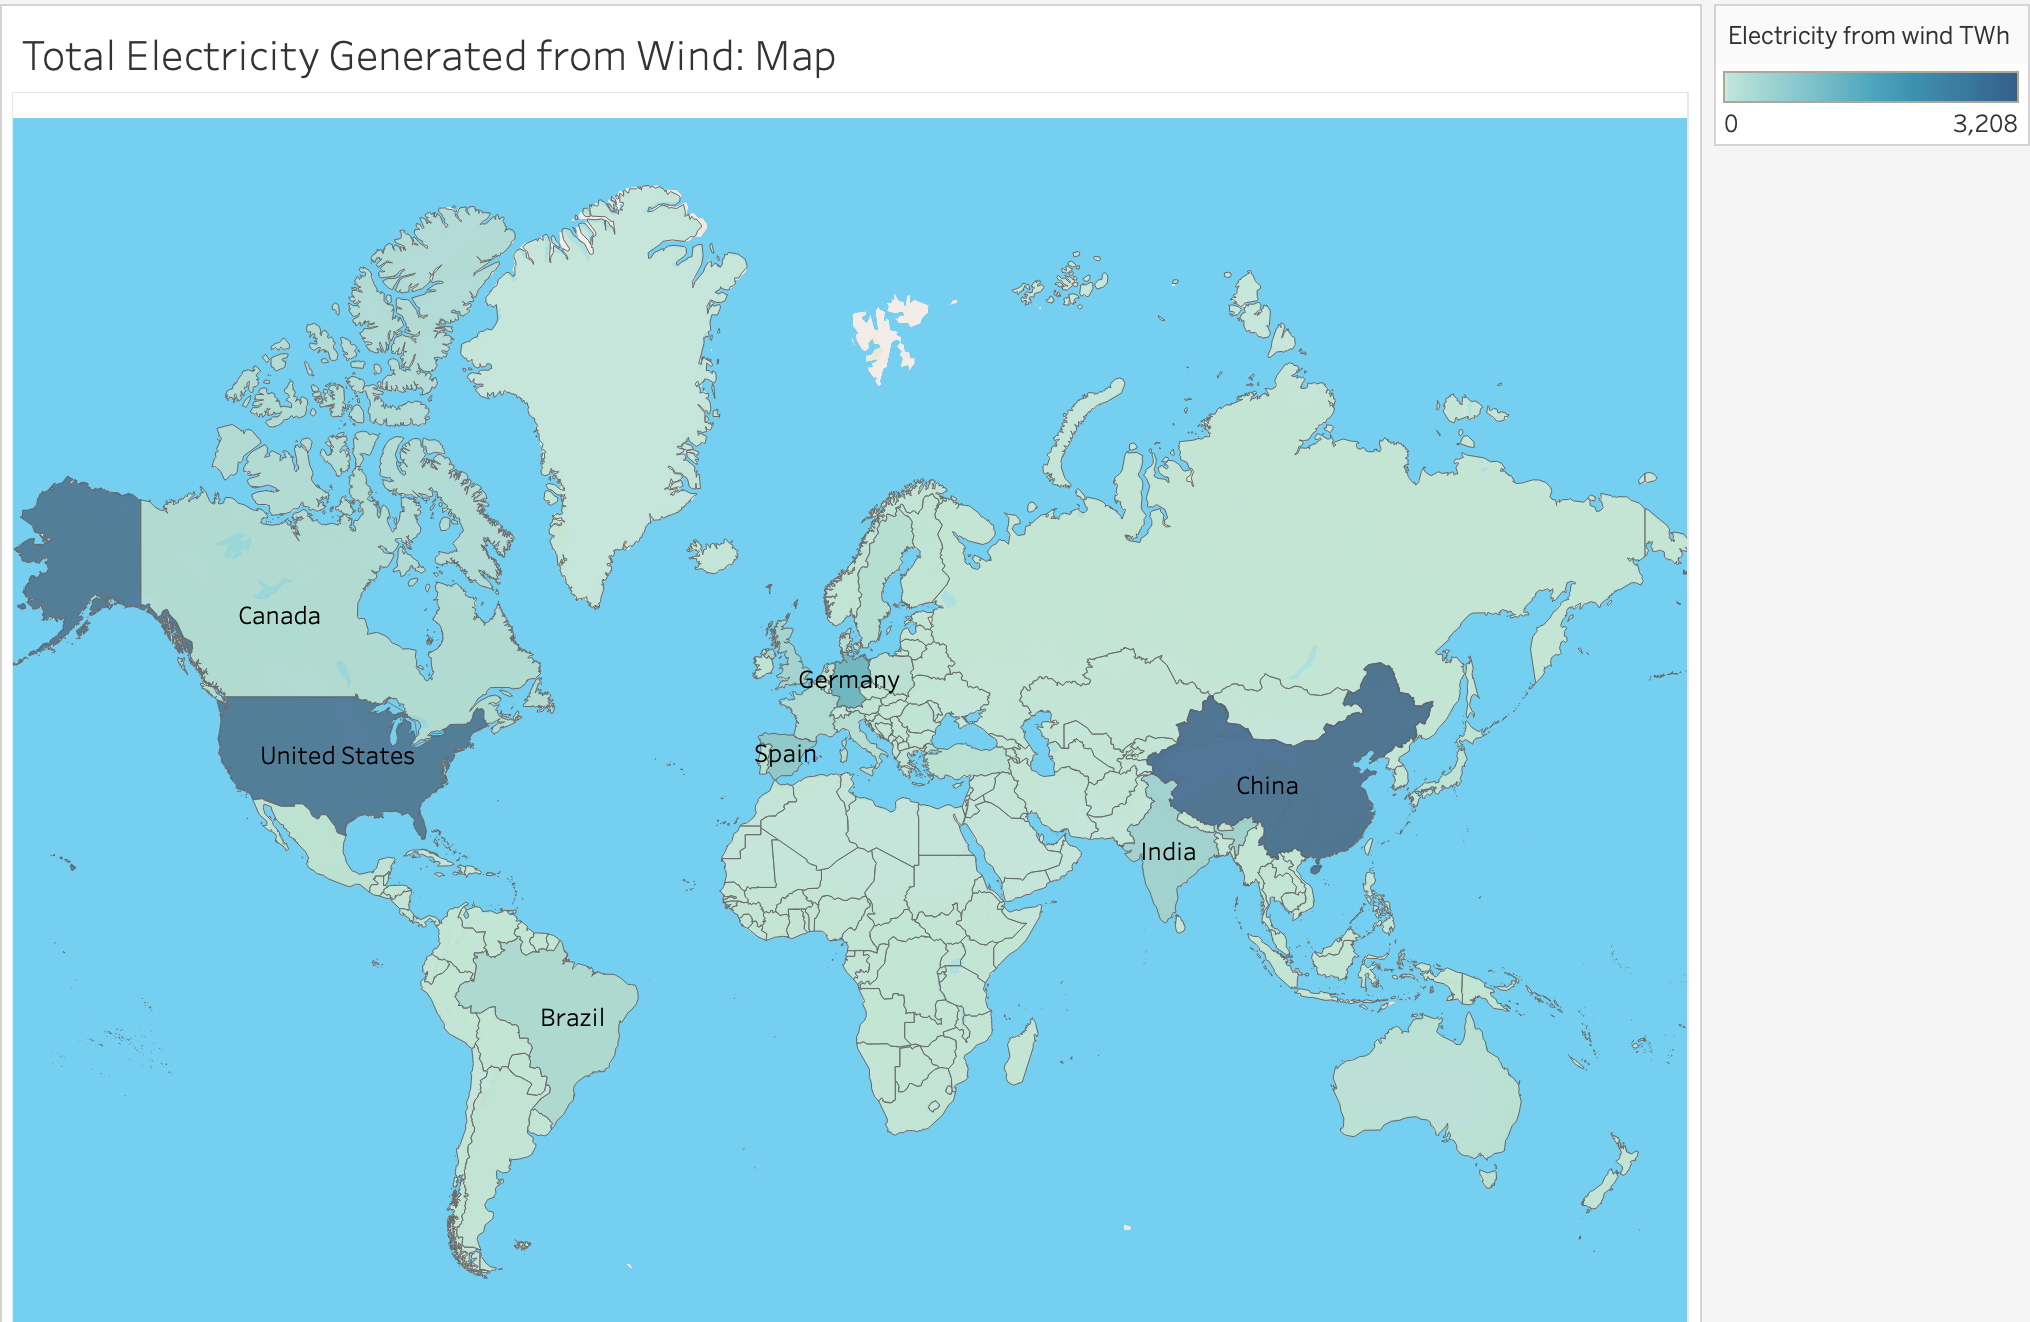 Total Electricity Generated from Wind: Map
Electricity from wind TWh
0 3,208
Canada
Germany
United States
Spain
China
India
Brazil